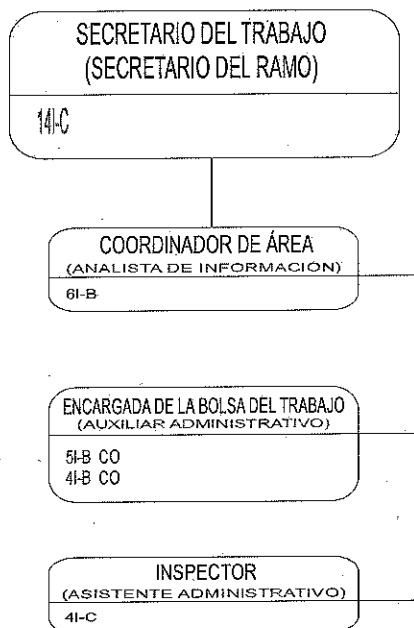 SECRETARIO DEL TRABAJO
(SECRETARIO DEL RAMO)
14I-C
COORDINADOR DE ÁREA
(ANALISTA DE INFORMACIÓN)
6I-B
ENCARGADA DE LA BOLSA DEL TRABAJO
(AUXILIAR ADMINISTRATIVO)
5I-B CO
4I-B CO
INSPECTOR
(ASISTENTE ADMINISTRATIVO)
4I-C